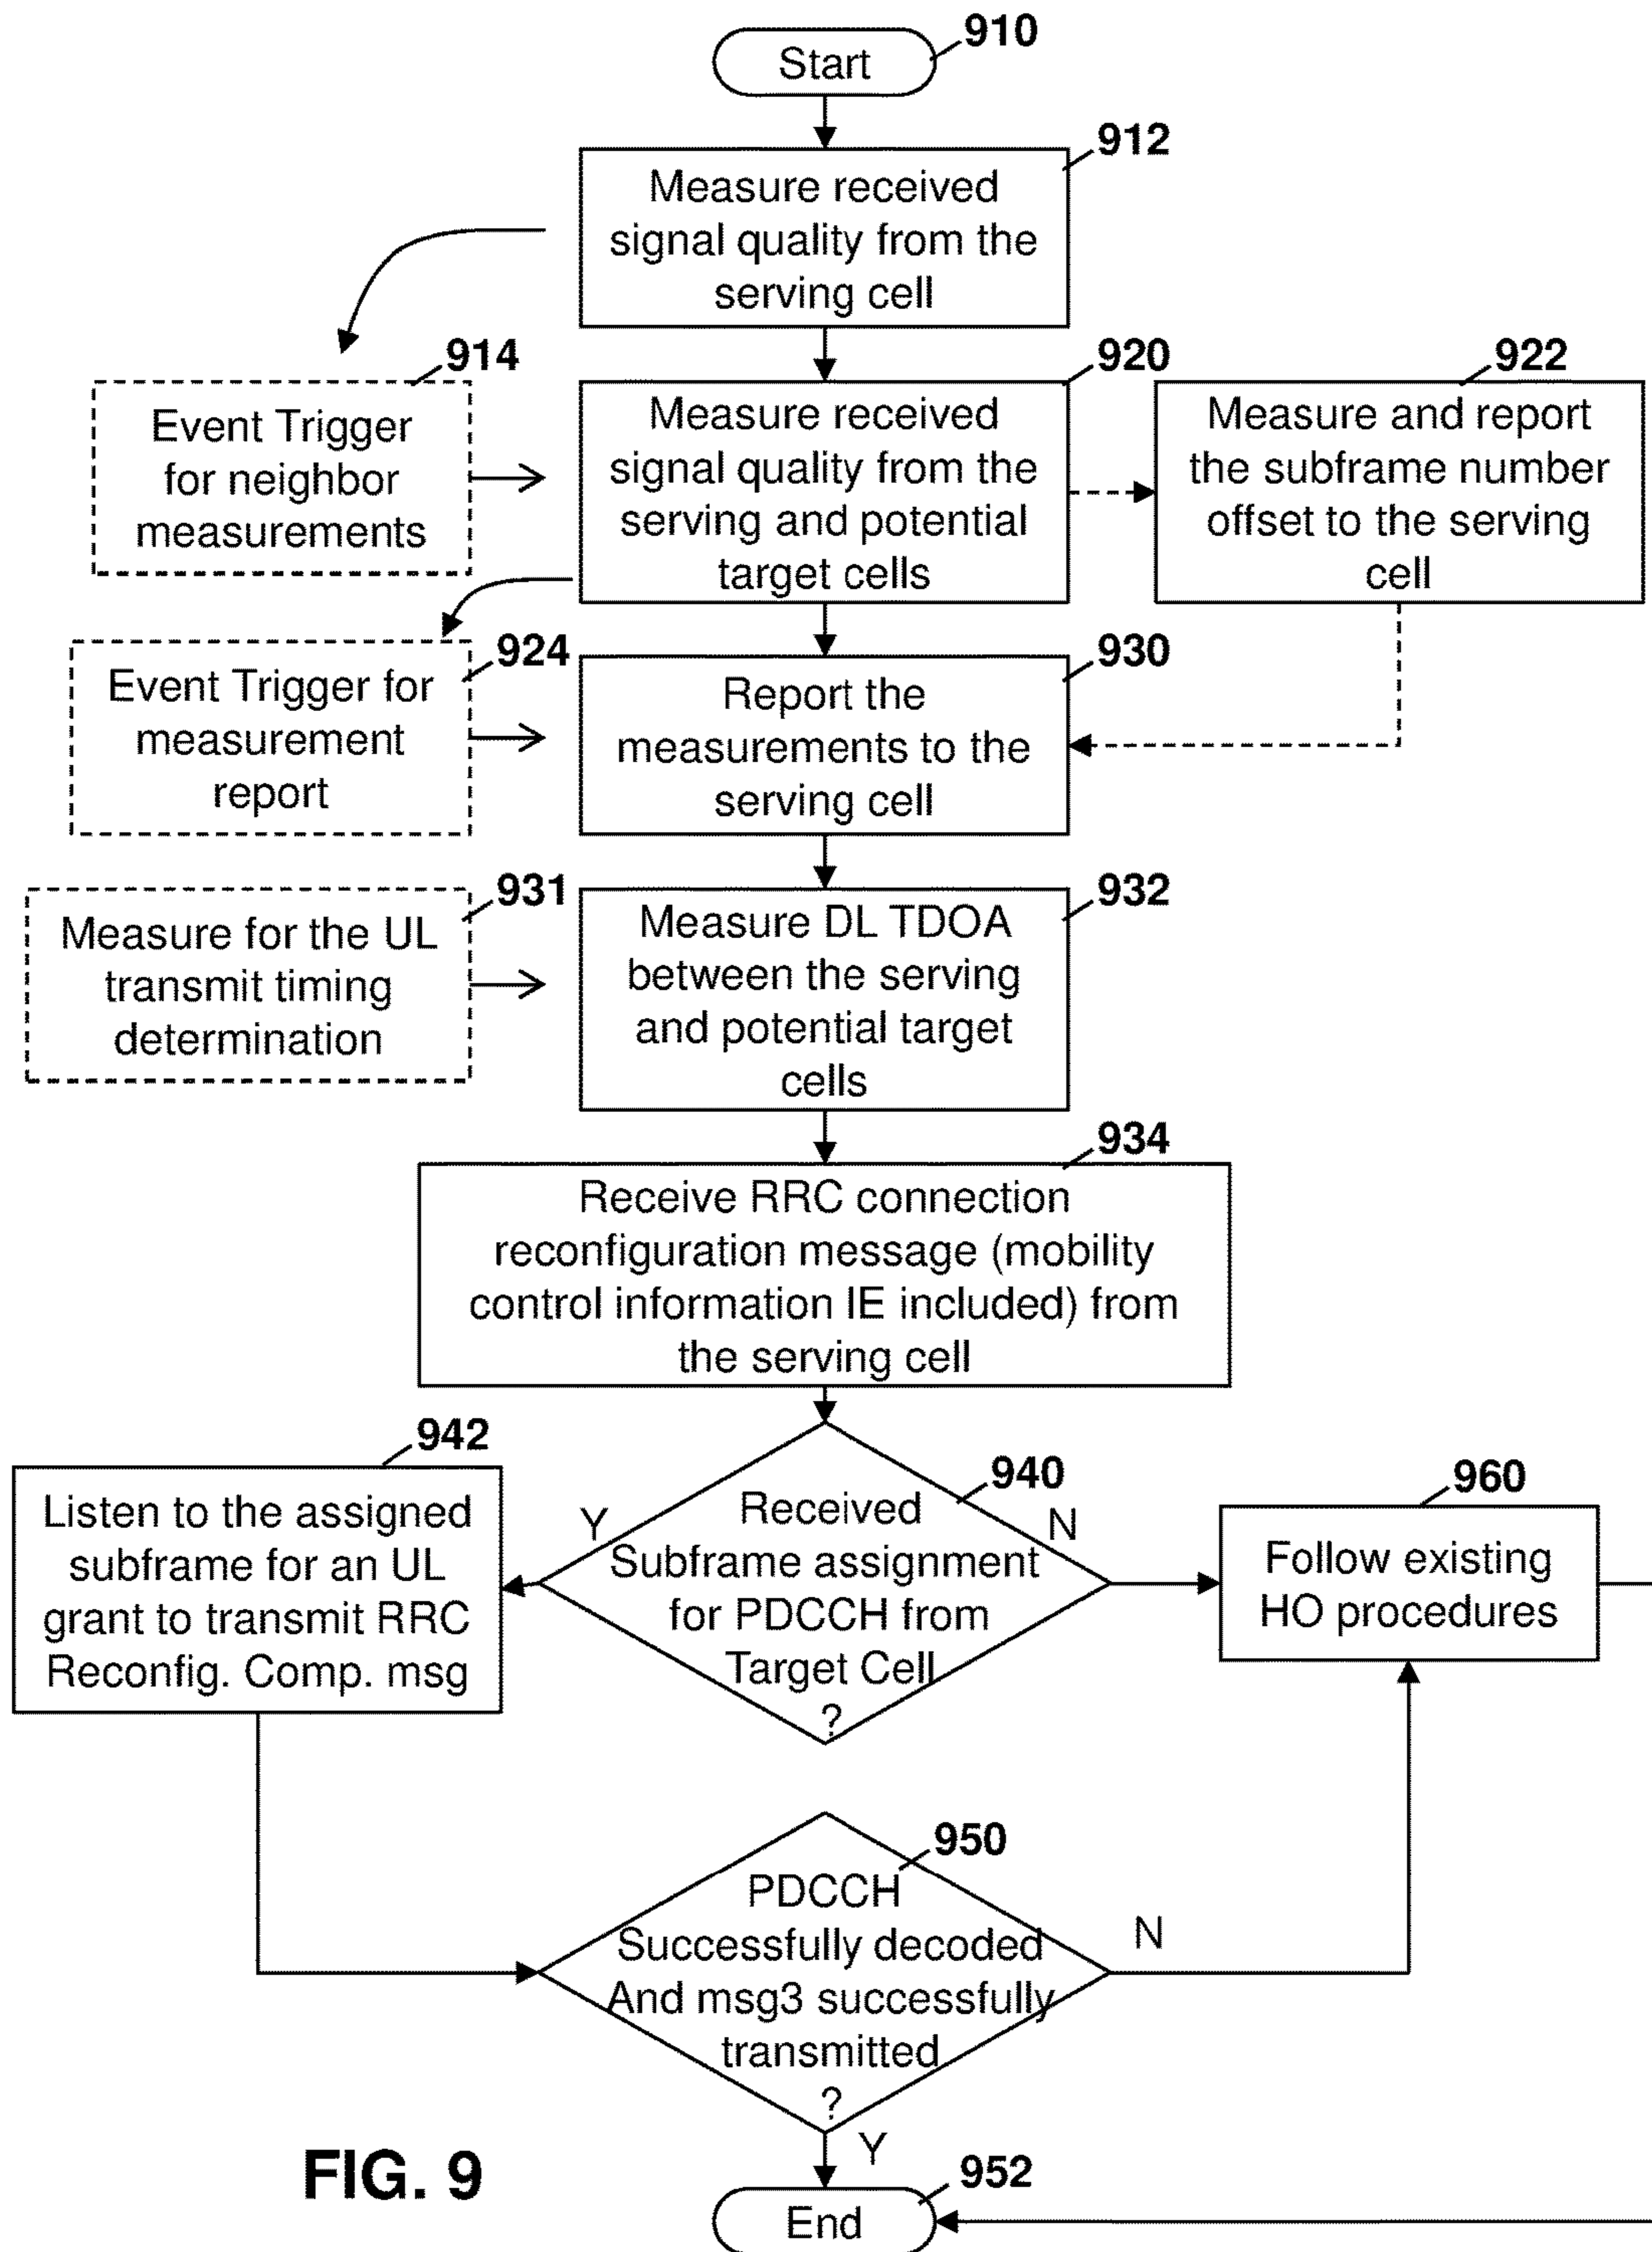 910
Start
912
Measure received
signal quality from the
serving cell
914
Event Trigger
for neighbor
measurements
920
Measure received
signal quality from the
serving and potential
target cells
922
Measure and report
the subframe number
offset to the serving
cell
924
Event Trigger for
measurement
report
930
Report the
measurements to the
serving cell
931
Measure for the UL
transmit timing
determination
932
Measure DL TDOA
between the serving
and potential target
cells
934
Receive RRC connection
reconfiguration message (mobility
control information IE included) from
the serving cell
942
Listen to the assigned
subframe for an UL
grant to transmit RRC
Reconfig. Comp. msg
Y
940
Received
Subframe assignment
for PDCCH from
Target Cell
?
N
960
Follow existing
HO procedures
950
PDCCH
Successfully decoded
And msg3 successfully
transmitted
?
N
Y
FIG. 9
952
End